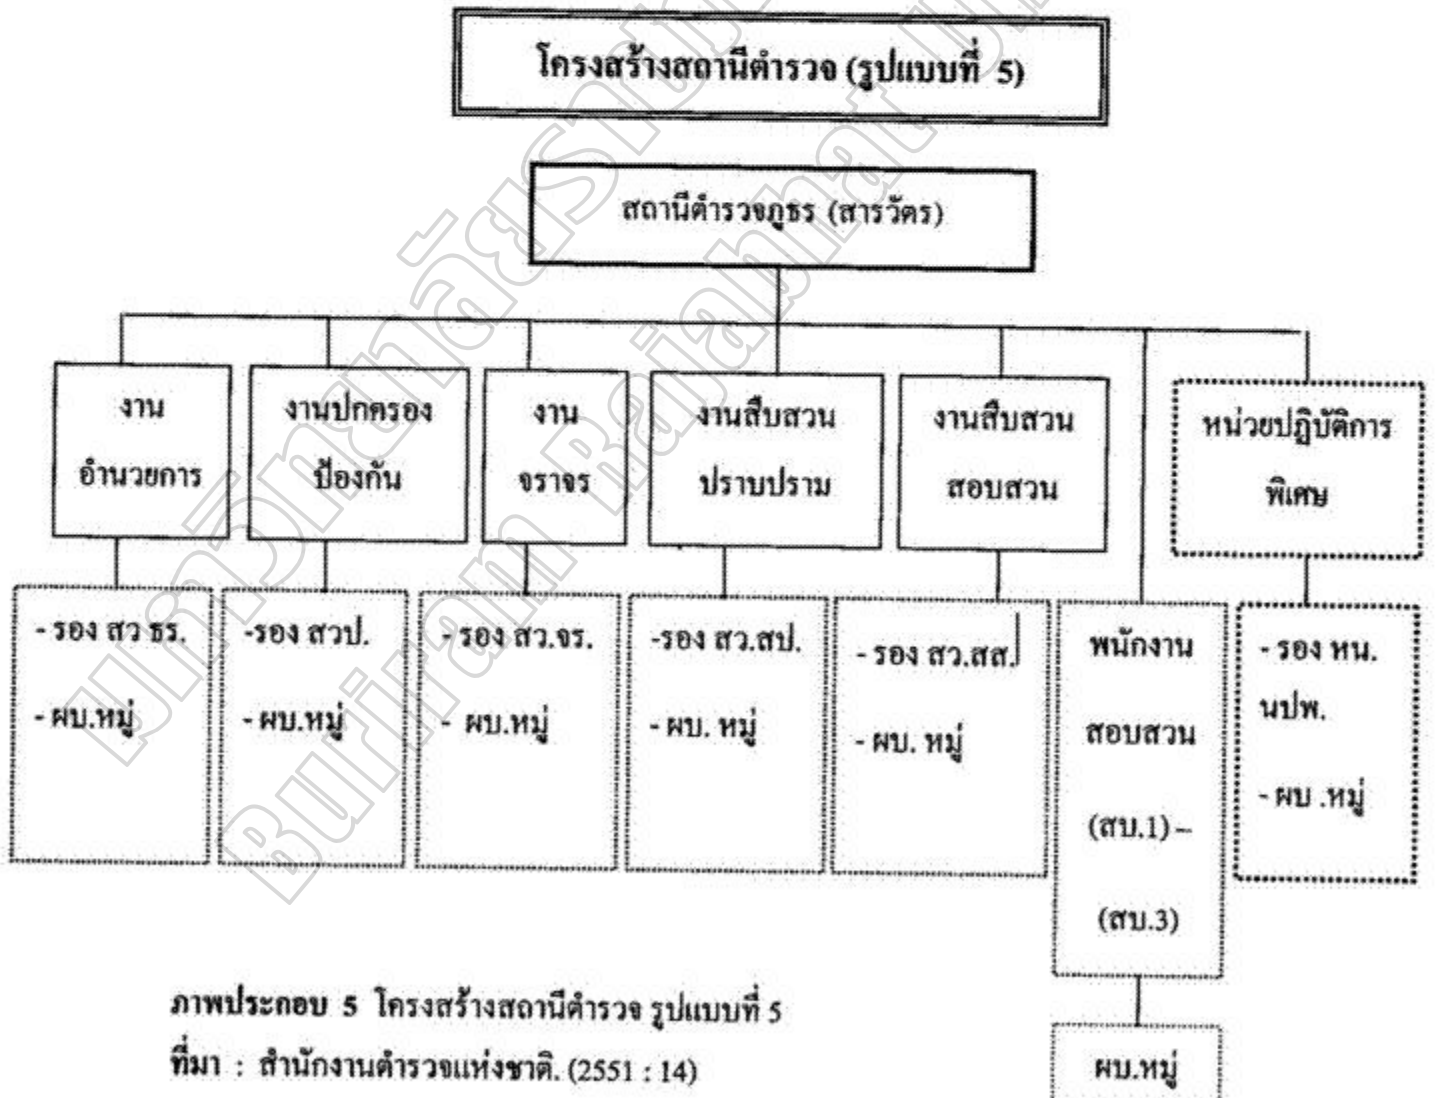 โครงสร้างสถานีตำรวจ (รูปแบบที่ 5)
สถานีตำรวจภูธร (สารวัตร)
งาน
อำนวยการ
งานปกครอง
ป้องกัน
งาน
จราจร
งานสืบสวน
ปราบปราม
งานสืบสวน
สอบสวน
หน่วยปฏิบัติการ
พิเศษ
- รอง สว ธร.
- ผบ.หมู่
-รอง สวป.
- ผบ.หมู่
- รอง สว.จร.
- ผบ.หมู่
-รอง สว.สป.
- ผบ. หมู่
- รอง สว.สส.
- ผบ. หมู่
พนักงาน
สอบสวน
(สบ.1) –
(สบ.3)
ผบ.หมู่
- รอง หน.
นปพ.
- ผบ .หมู่
ภาพประกอบ 5 โครงสร้างสถานีตำรวจ รูปแบบที่ 5
ที่มา : สำนักงานตำรวจแห่งชาติ. (2551 : 14)
Buriram Rajabhat